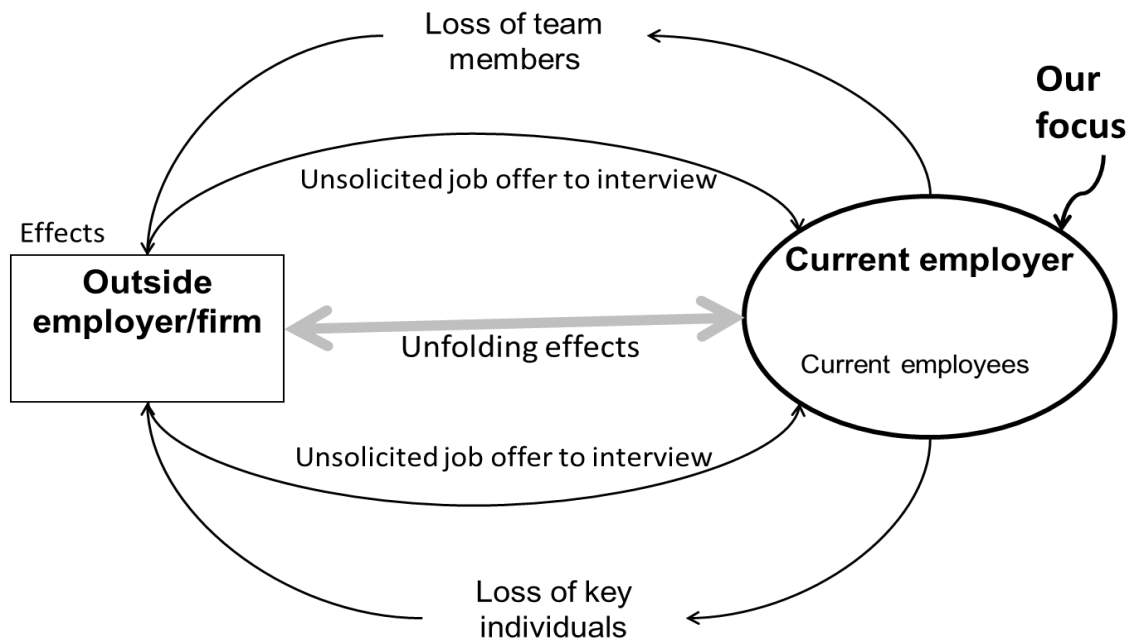 Loss of team
members
Our
focus
Unsolicited job offer to interview
Effects
Outside
employer/firm
Current employer
Unfolding effects
Current employees
Unsolicited job offer to interview
Loss of key
individuals